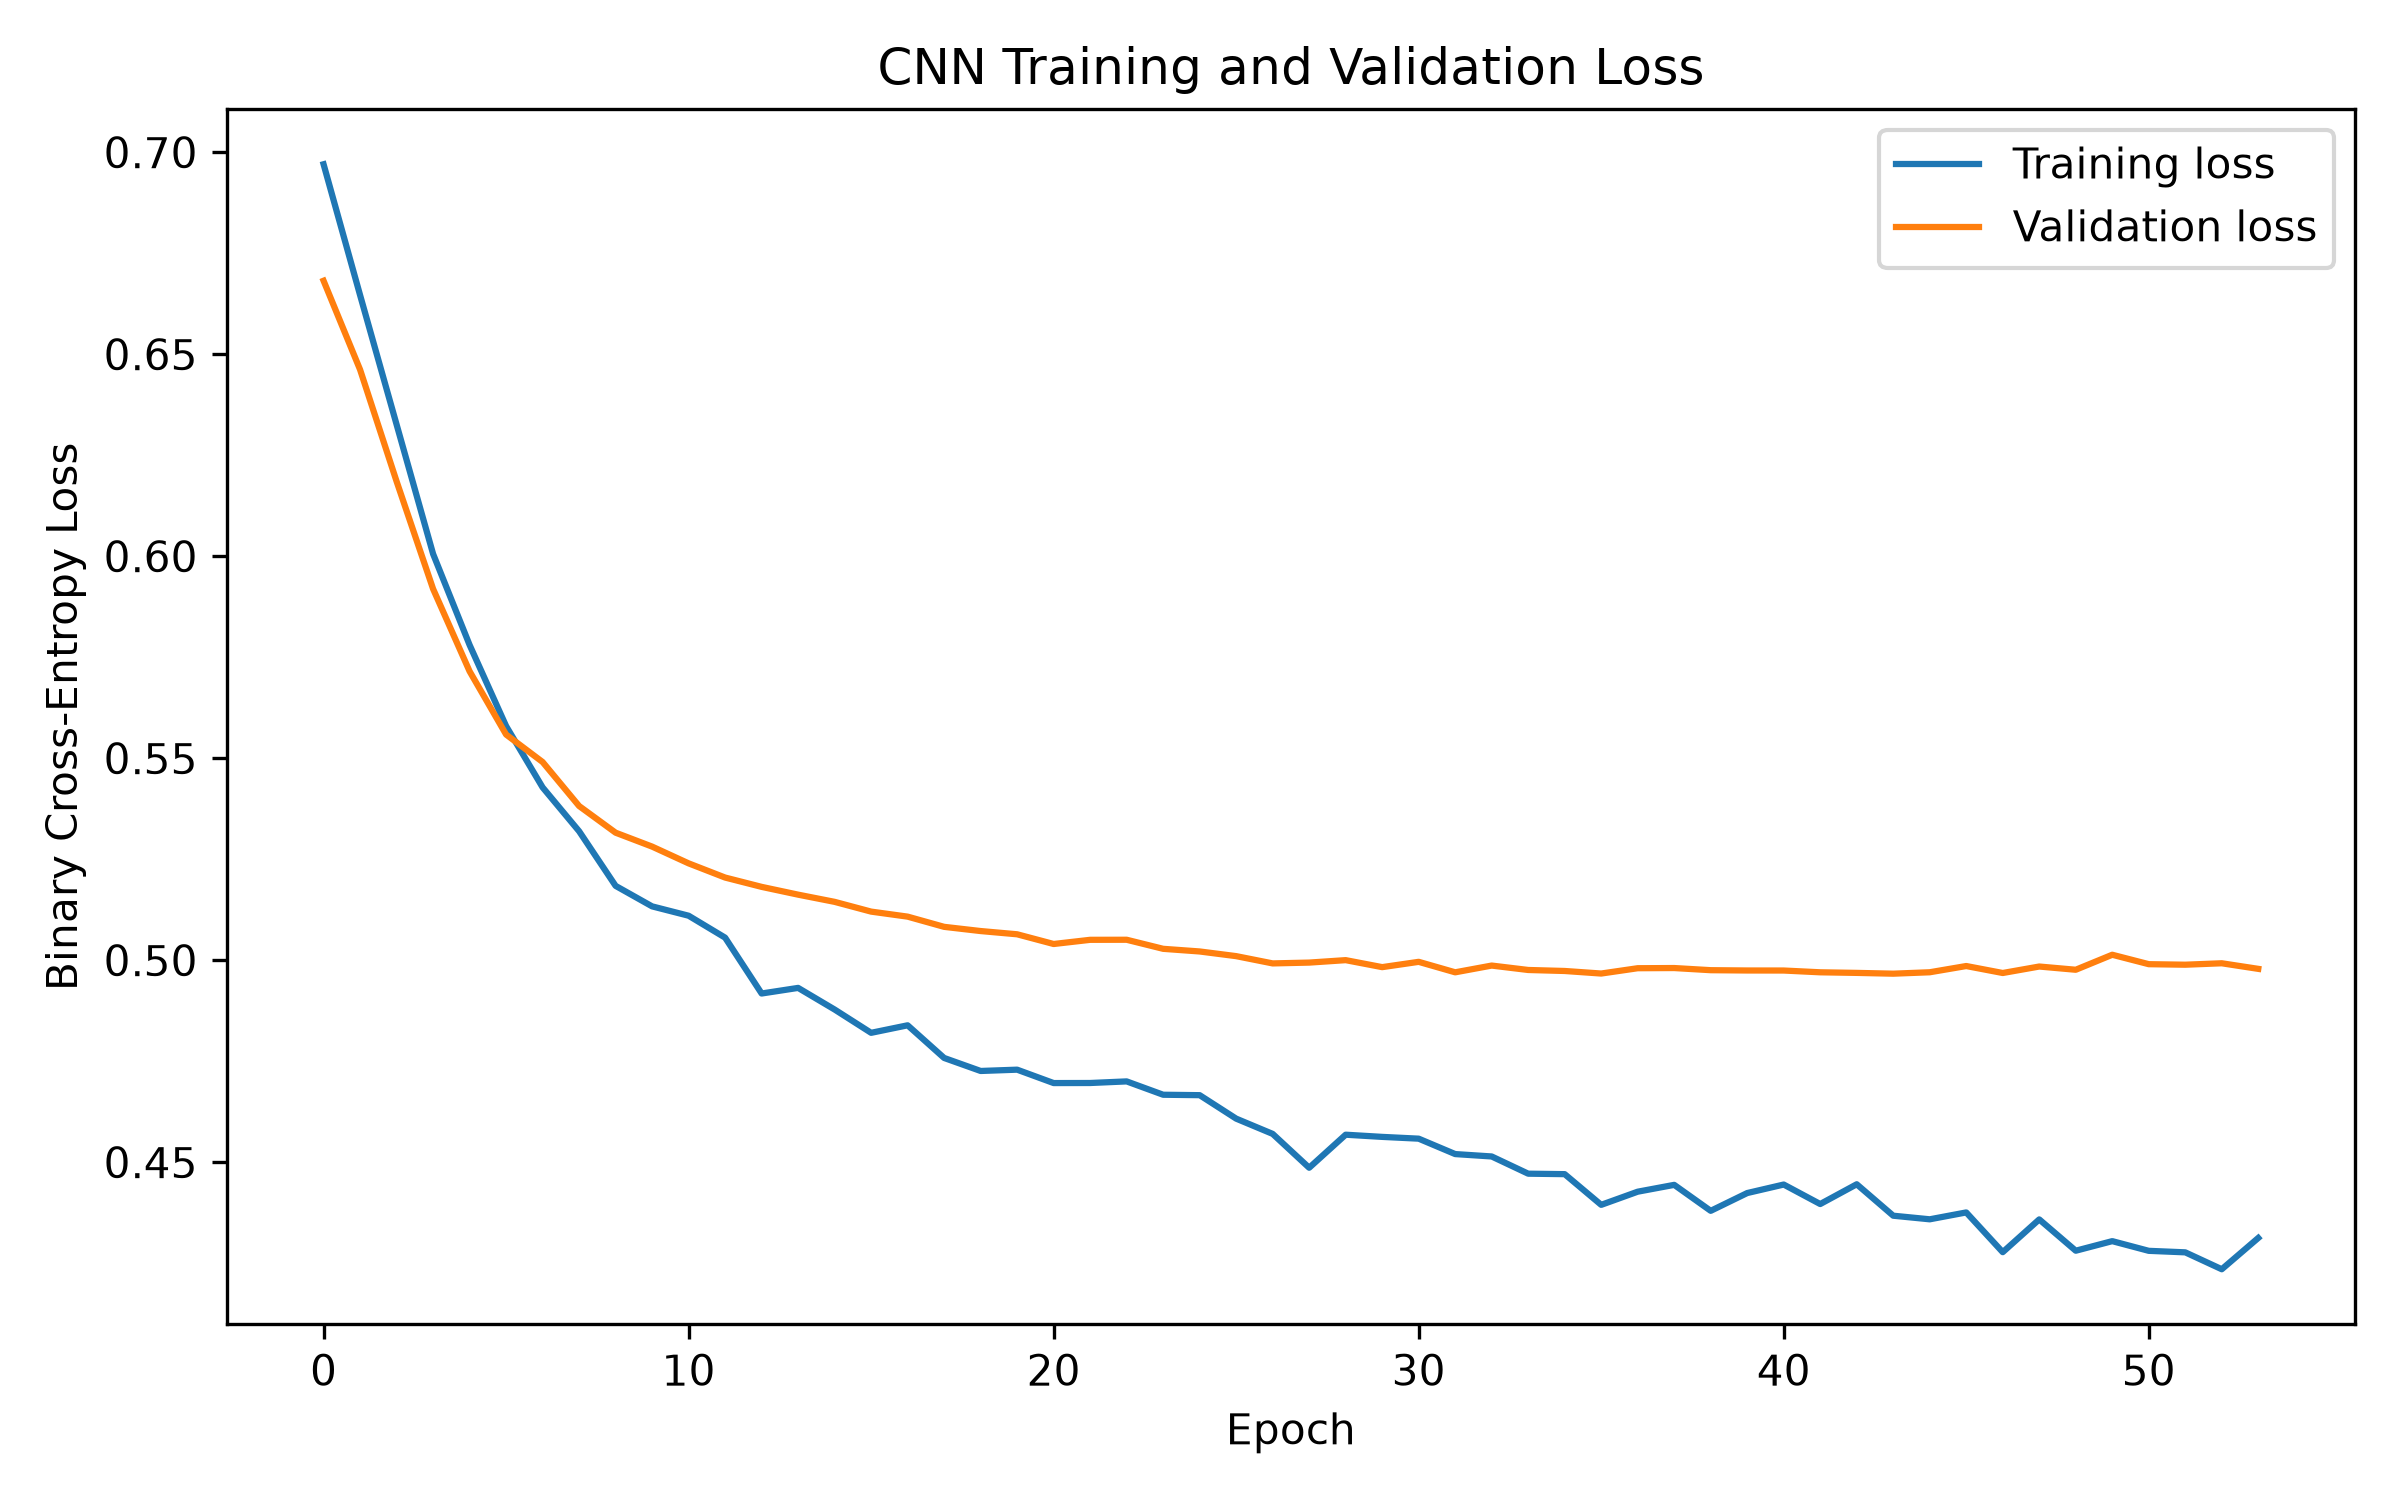 CNN Training and Validation Loss
Training loss
Validation loss
Binary Cross-Entropy Loss
0.70
0.65
0.60
0.55
0.50
0.45
0 10 20 30 40 50
Epoch